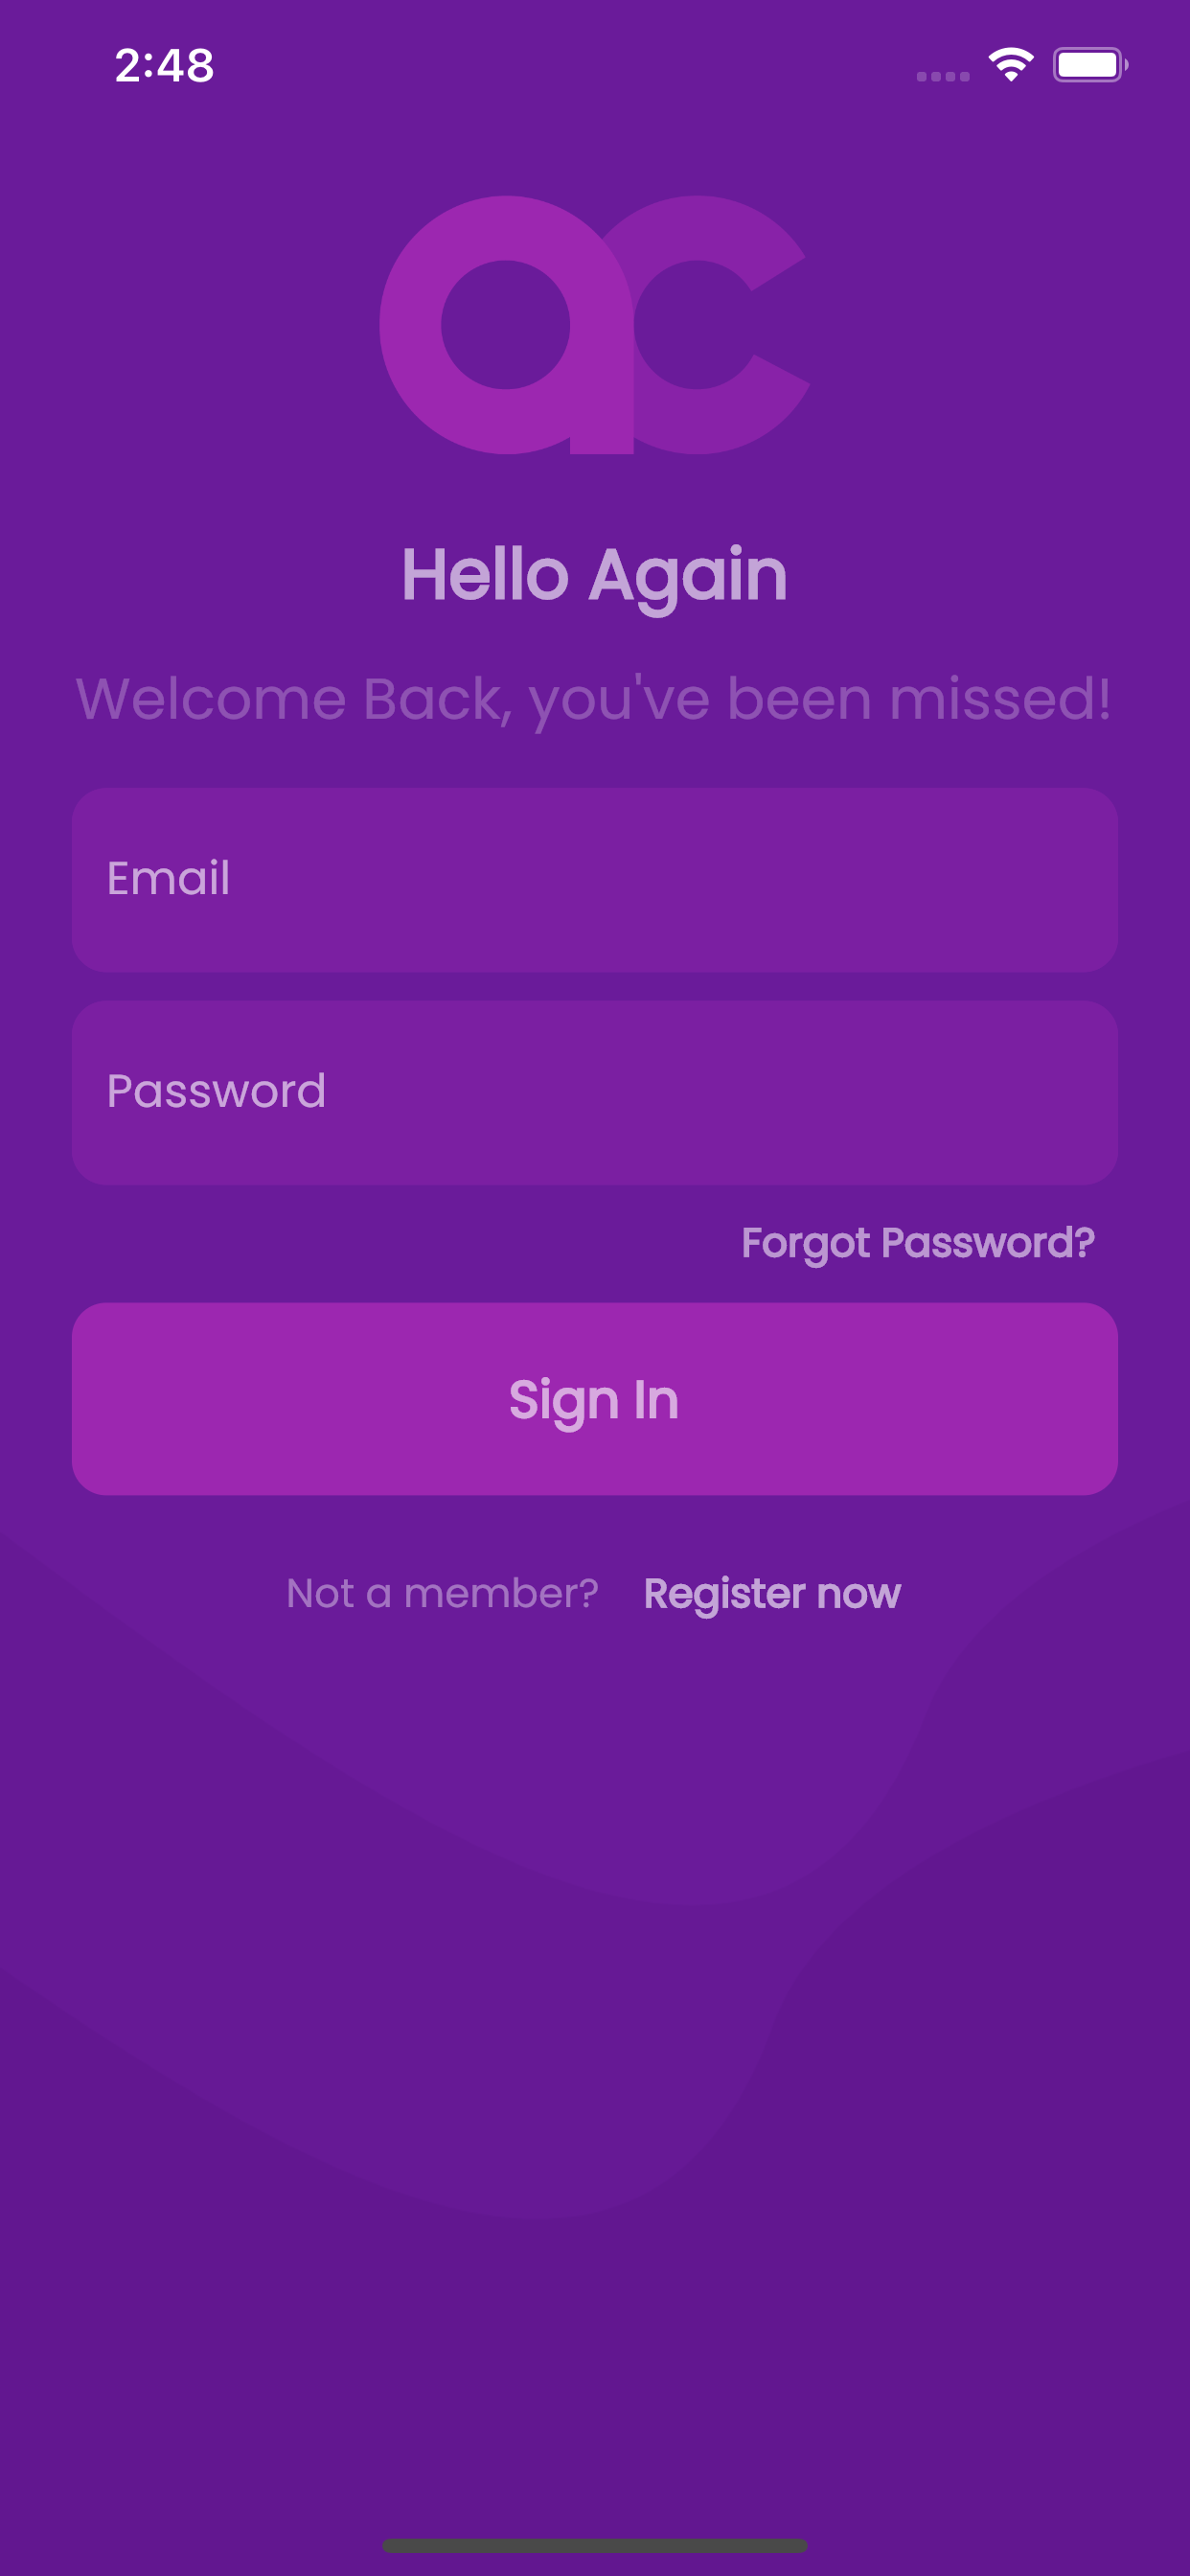 2:48
ac
Hello Again
Welcome Back, you've been missed!
Email
Password
Forgot Password?
Sign In
Not a member? Register now